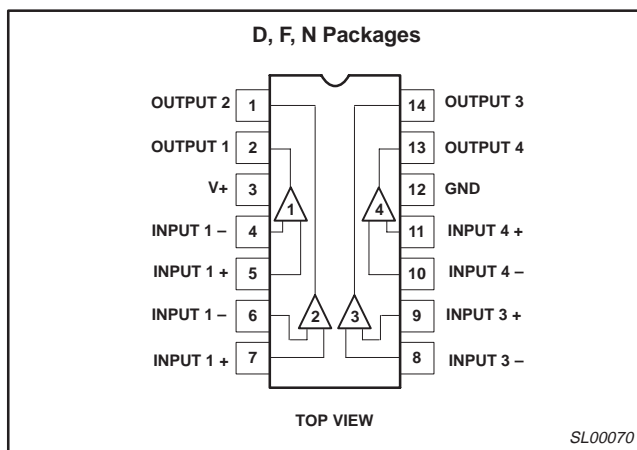 D, F, N Packages
OUTPUT 2 1 14 OUTPUT 3
OUTPUT 1 2 13 OUTPUT 4
V+ 3 12 GND
1 4
INPUT 1 – 4 11 INPUT 4 +
INPUT 1 + 5 10 INPUT 4 –
INPUT 1 – 6 2 3 9 INPUT 3 +
INPUT 1 + 7 8 INPUT 3 –
TOP VIEW
SL00070